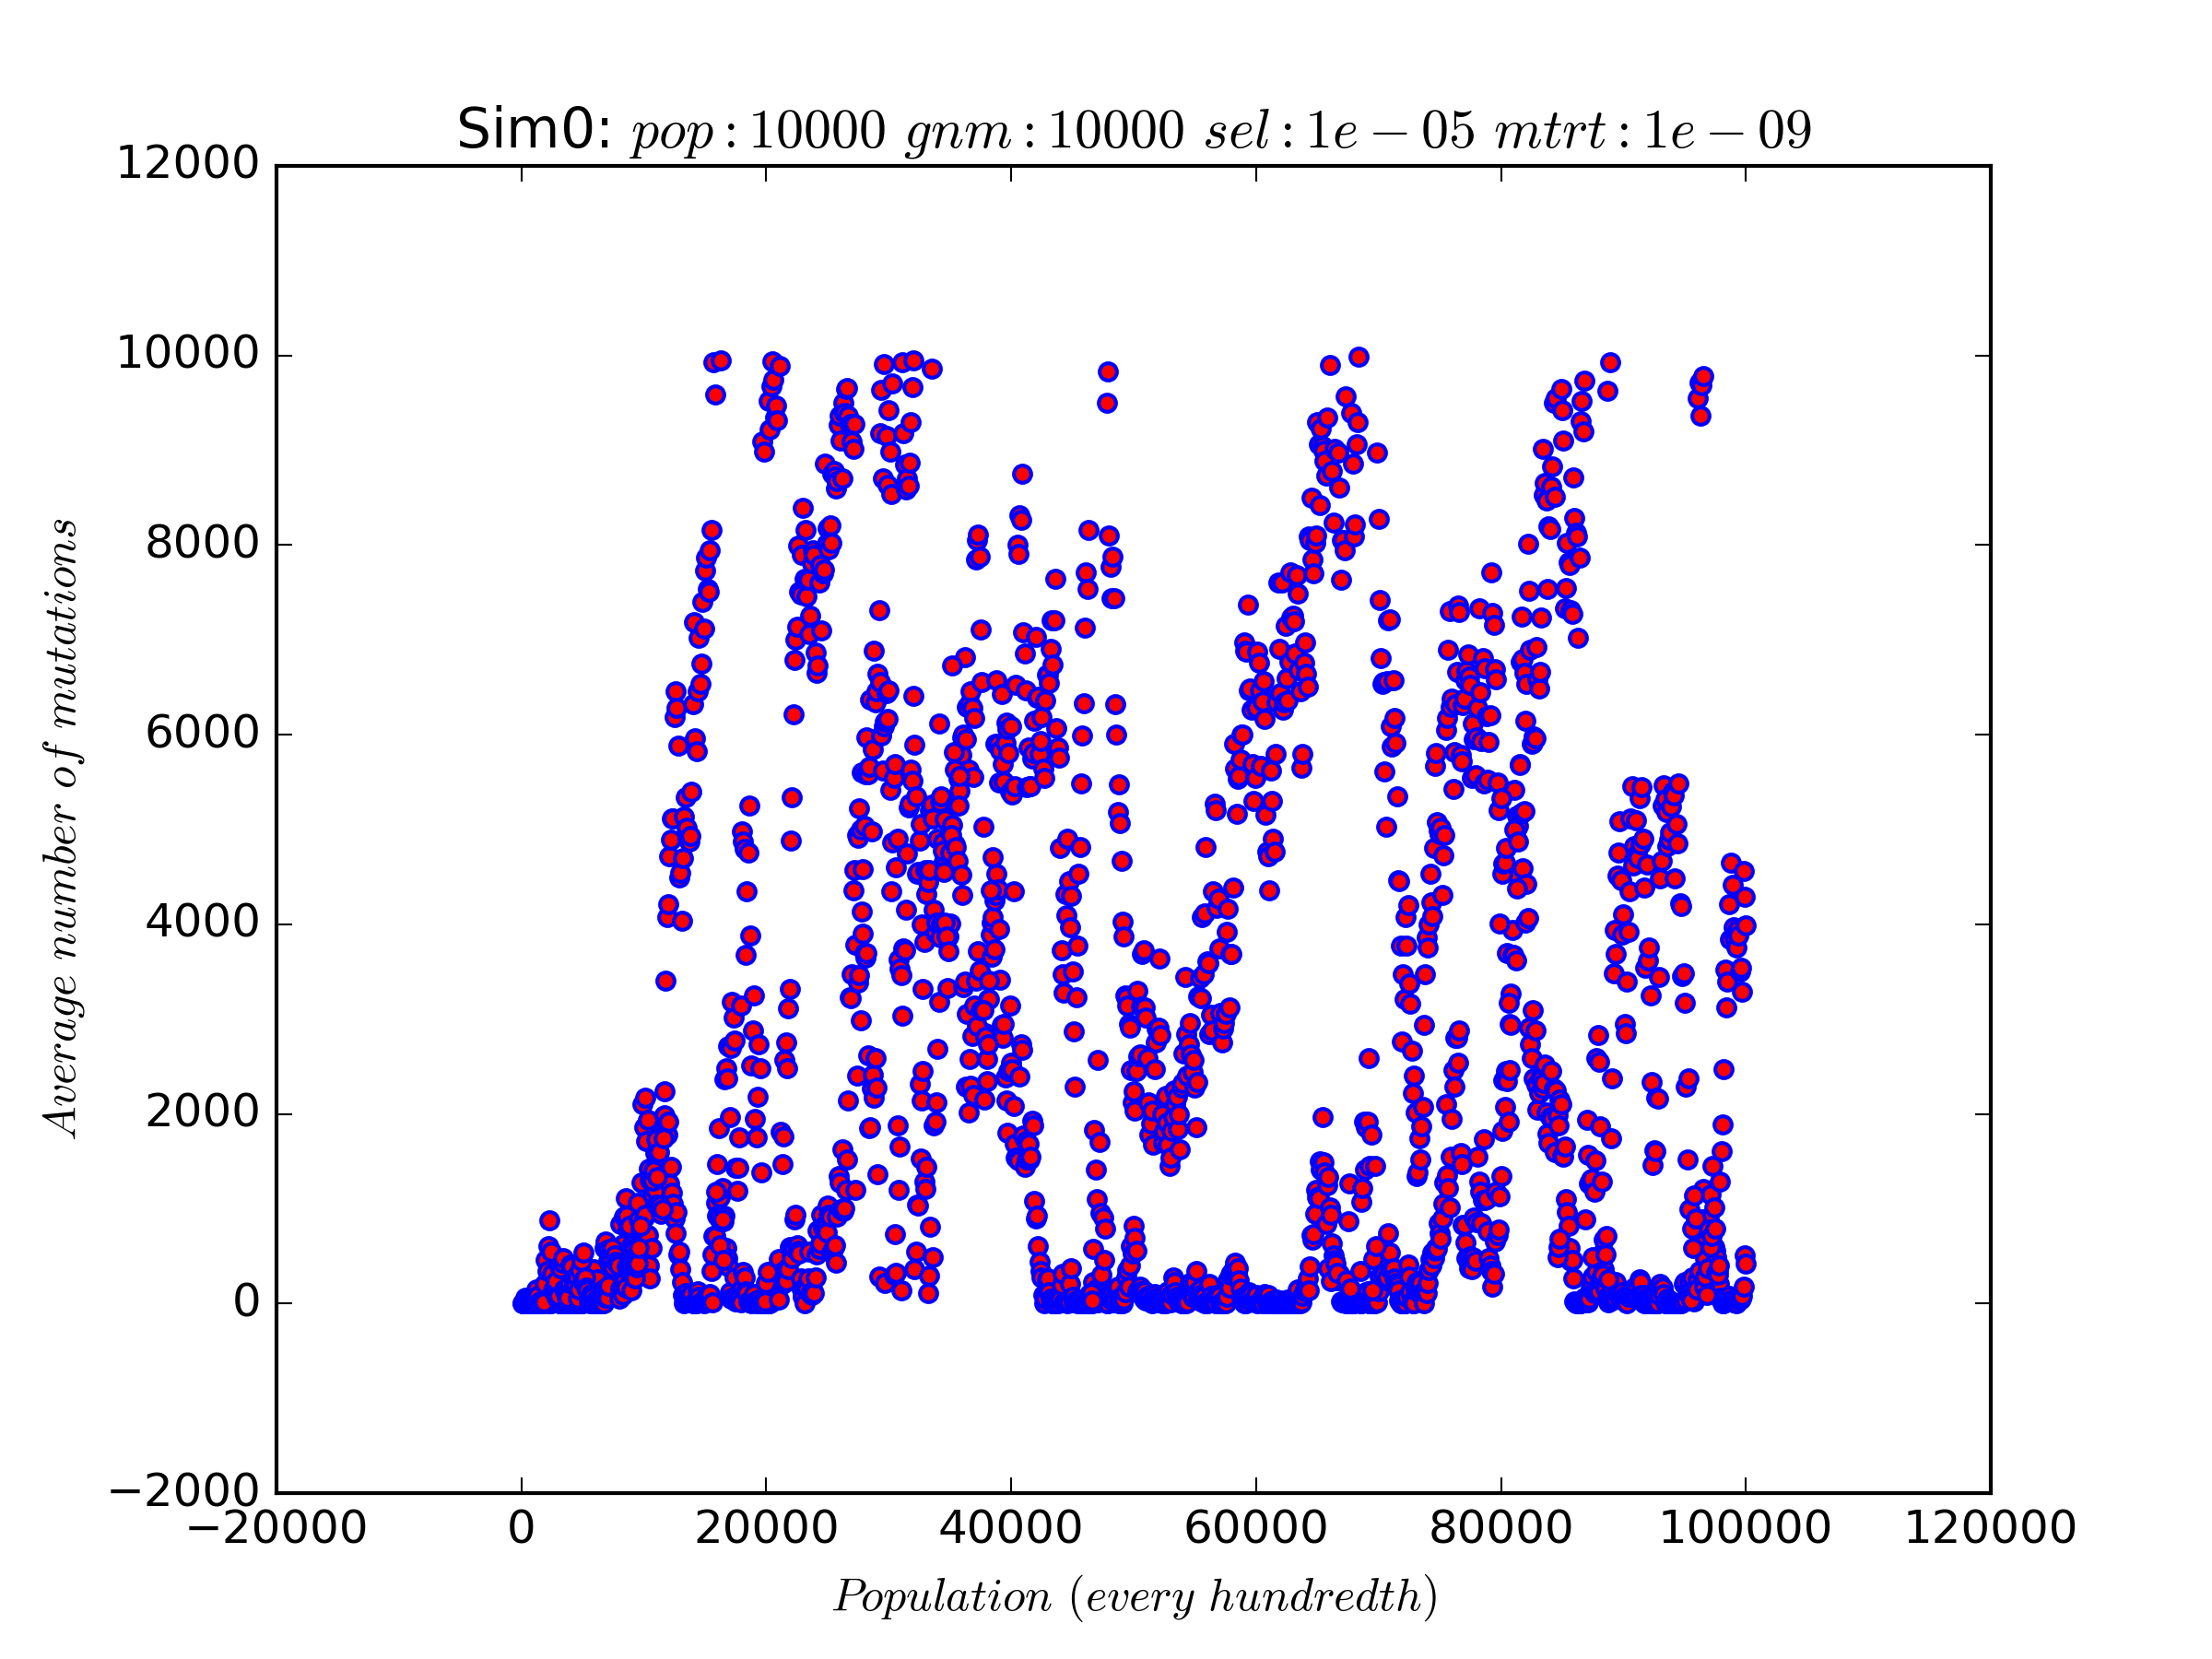 Sim0: pop : 10000 gnm : 10000 sel : 1e − 05 mtrt : 1e − 09
12000
10000
8000
6000
4000
2000
0
−2000
Average number of mutations
−20000 0 20000 40000 60000 80000 100000 120000
Population (every hundredth)